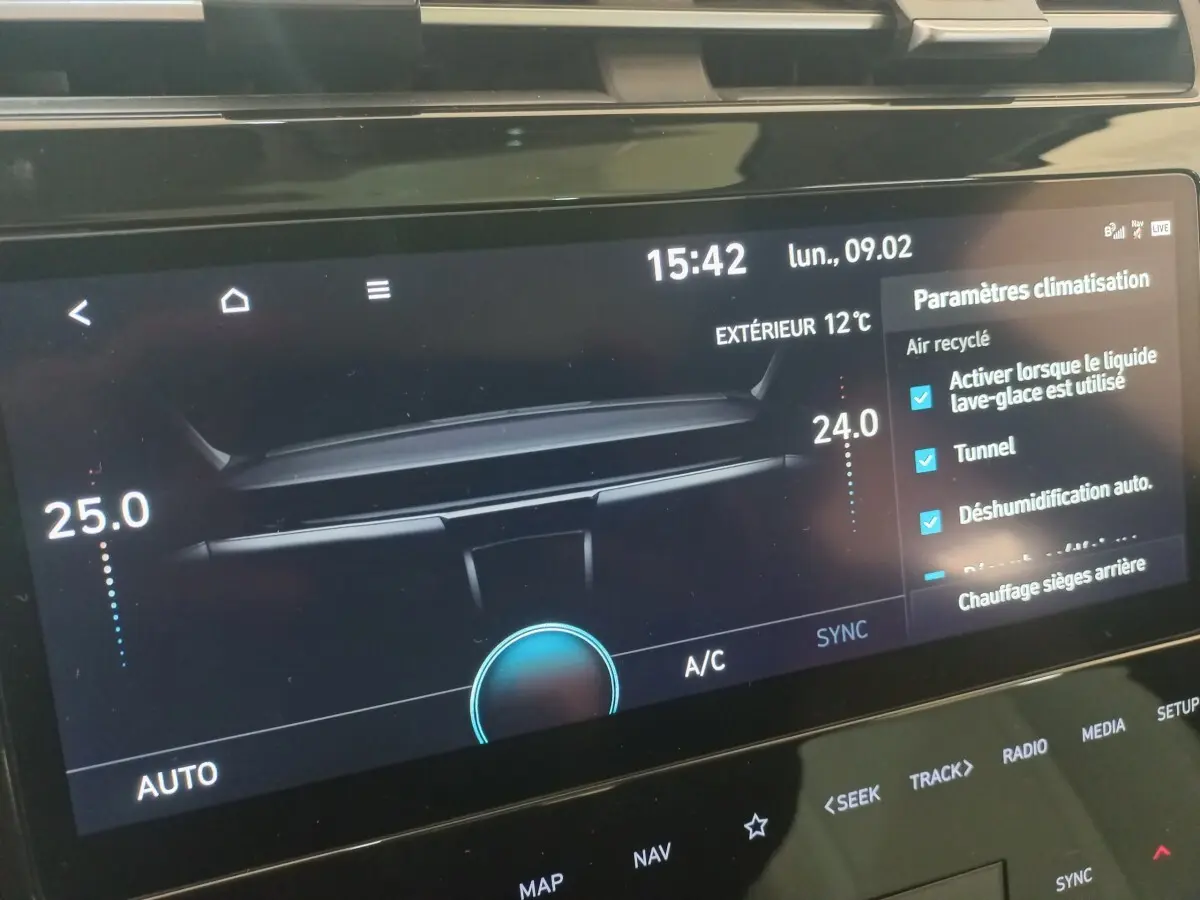 15:42 lun., 09.02
LIVE
EXTÉRIEUR 12°C
Paramètres climatisation
Air recyclé
Activer lorsque le liquide
lave-glace est utilisé
24.0
Tunnel
25.0
Déshumidification auto.
Chauffage sièges arrière
A/C
SYNC
AUTO
MAP
NAV
<SEEK
TRACK>
RADIO
MEDIA
SETUP
SYNC